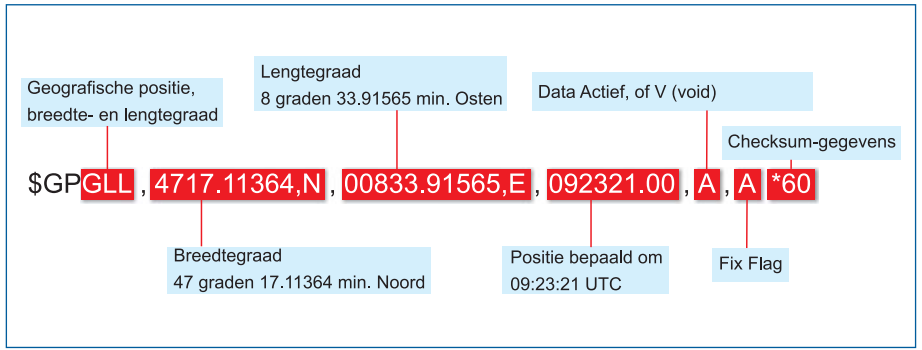 Geografische positie,
breedte- en lengtegraad
Lengtegraad
8 graden 33.91565 min. Osten
Data Actief, of V (void)
Checksum-gegevens
$GPGLL,4717.11364,N,00833.91565,E,092321.00,A,A*60
Breedtegraad
47 graden 17.11364 min. Noord
Positie bepaald om
09:23:21 UTC
Fix Flag